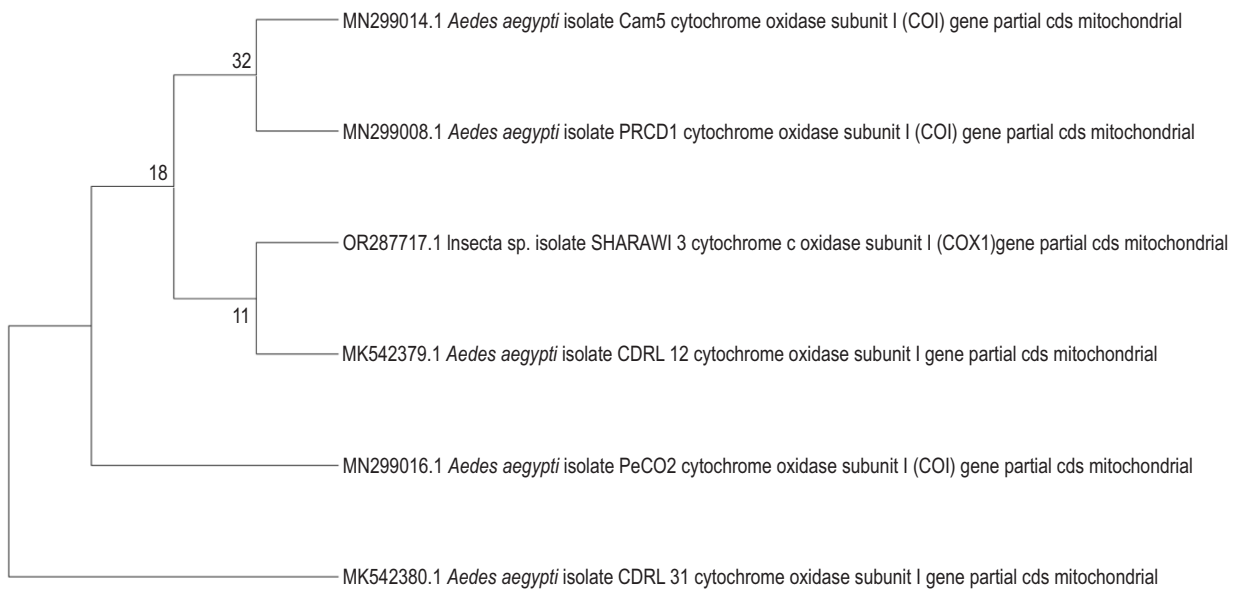 MN299014.1 Aedes aegypti isolate Cam5 cytochrome oxidase subunit I (COI) gene partial cds mitochondrial
32
MN299008.1 Aedes aegypti isolate PRCD1 cytochrome oxidase subunit I (COI) gene partial cds mitochondrial
18
OR287717.1 Insecta sp. isolate SHARAWI 3 cytochrome c oxidase subunit I (COX1)gene partial cds mitochondrial
11
MK542379.1 Aedes aegypti isolate CDRL 12 cytochrome oxidase subunit I gene partial cds mitochondrial
MN299016.1 Aedes aegypti isolate PeCO2 cytochrome oxidase subunit I (COI) gene partial cds mitochondrial
MK542380.1 Aedes aegypti isolate CDRL 31 cytochrome oxidase subunit I gene partial cds mitochondrial